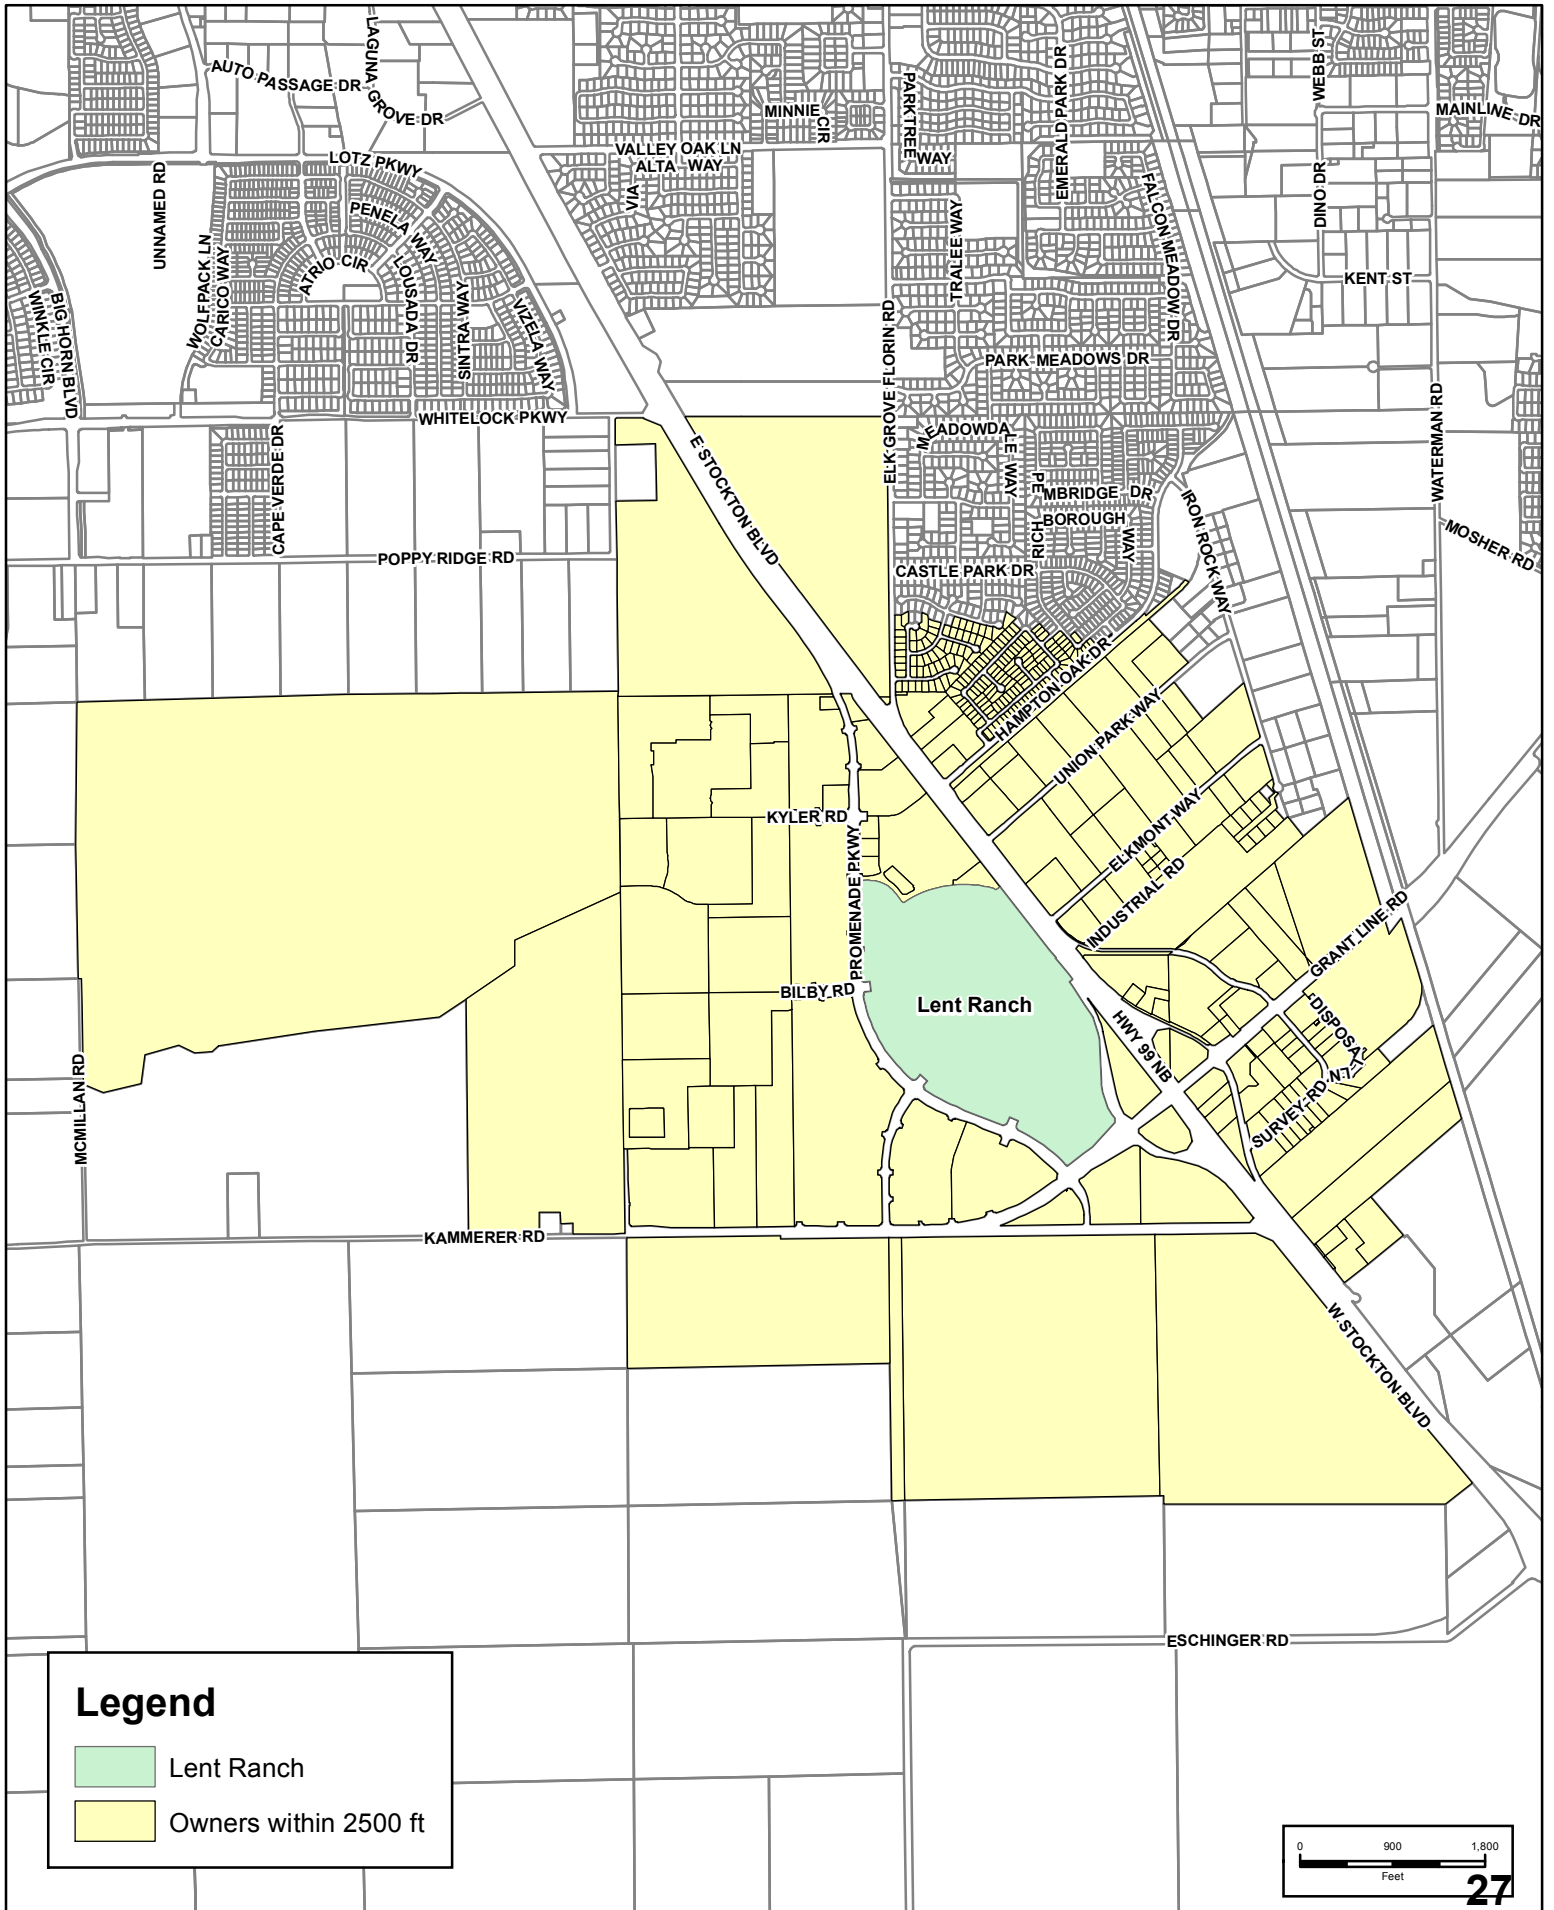 LAGUNA GROVE DR
AUTO PASSAGE DR
WEBB ST
EMERALD PARK DR
PARKTREE WAY
MINNIE CIR
MAINLINE DR
VALLEY OAK LN
VIA ALTA WAY
LOTZ PKWY
UNNAMED RD
DINO DR
FALCON MEADOW DR
PENELA WAY
TRALEE WAY
WOLFPACK LN
CARICO WAY
ATRIO CIR
LOUSADA DR
KENT ST
BIG HORN BLVD
WINKLE CIR
SINTRA WAY
VIZELA WAY
ELK GROVE FLORIN RD
PARK MEADOWS DR
WHITELOCK PKWY
WATERMAN RD
MEADOWDALE WAY
CAPE VERDE DR
E STOCKTON BLVD
PEMBRIDGE DR
RICHBOROUGH WAY
IRON ROCK WAY
MOSHER RD
POPPY RIDGE RD
CASTLE PARK DR
HAMPTON OAK DR
UNION PARK WAY
KYLER RD
PROMENADE PKWY
ELKMONT WAY
INDUSTRIAL RD
GRANT LINE RD
BILBY RD
Lent Ranch
HWY 99 NB
DISPOSAL LN
SURVEY RD
MCMILLAN RD
KAMMERER RD
W STOCKTON BLVD
ESCHINGER RD
Legend
Lent Ranch
Owners within 2500 ft
0 900 1,800
Feet
27